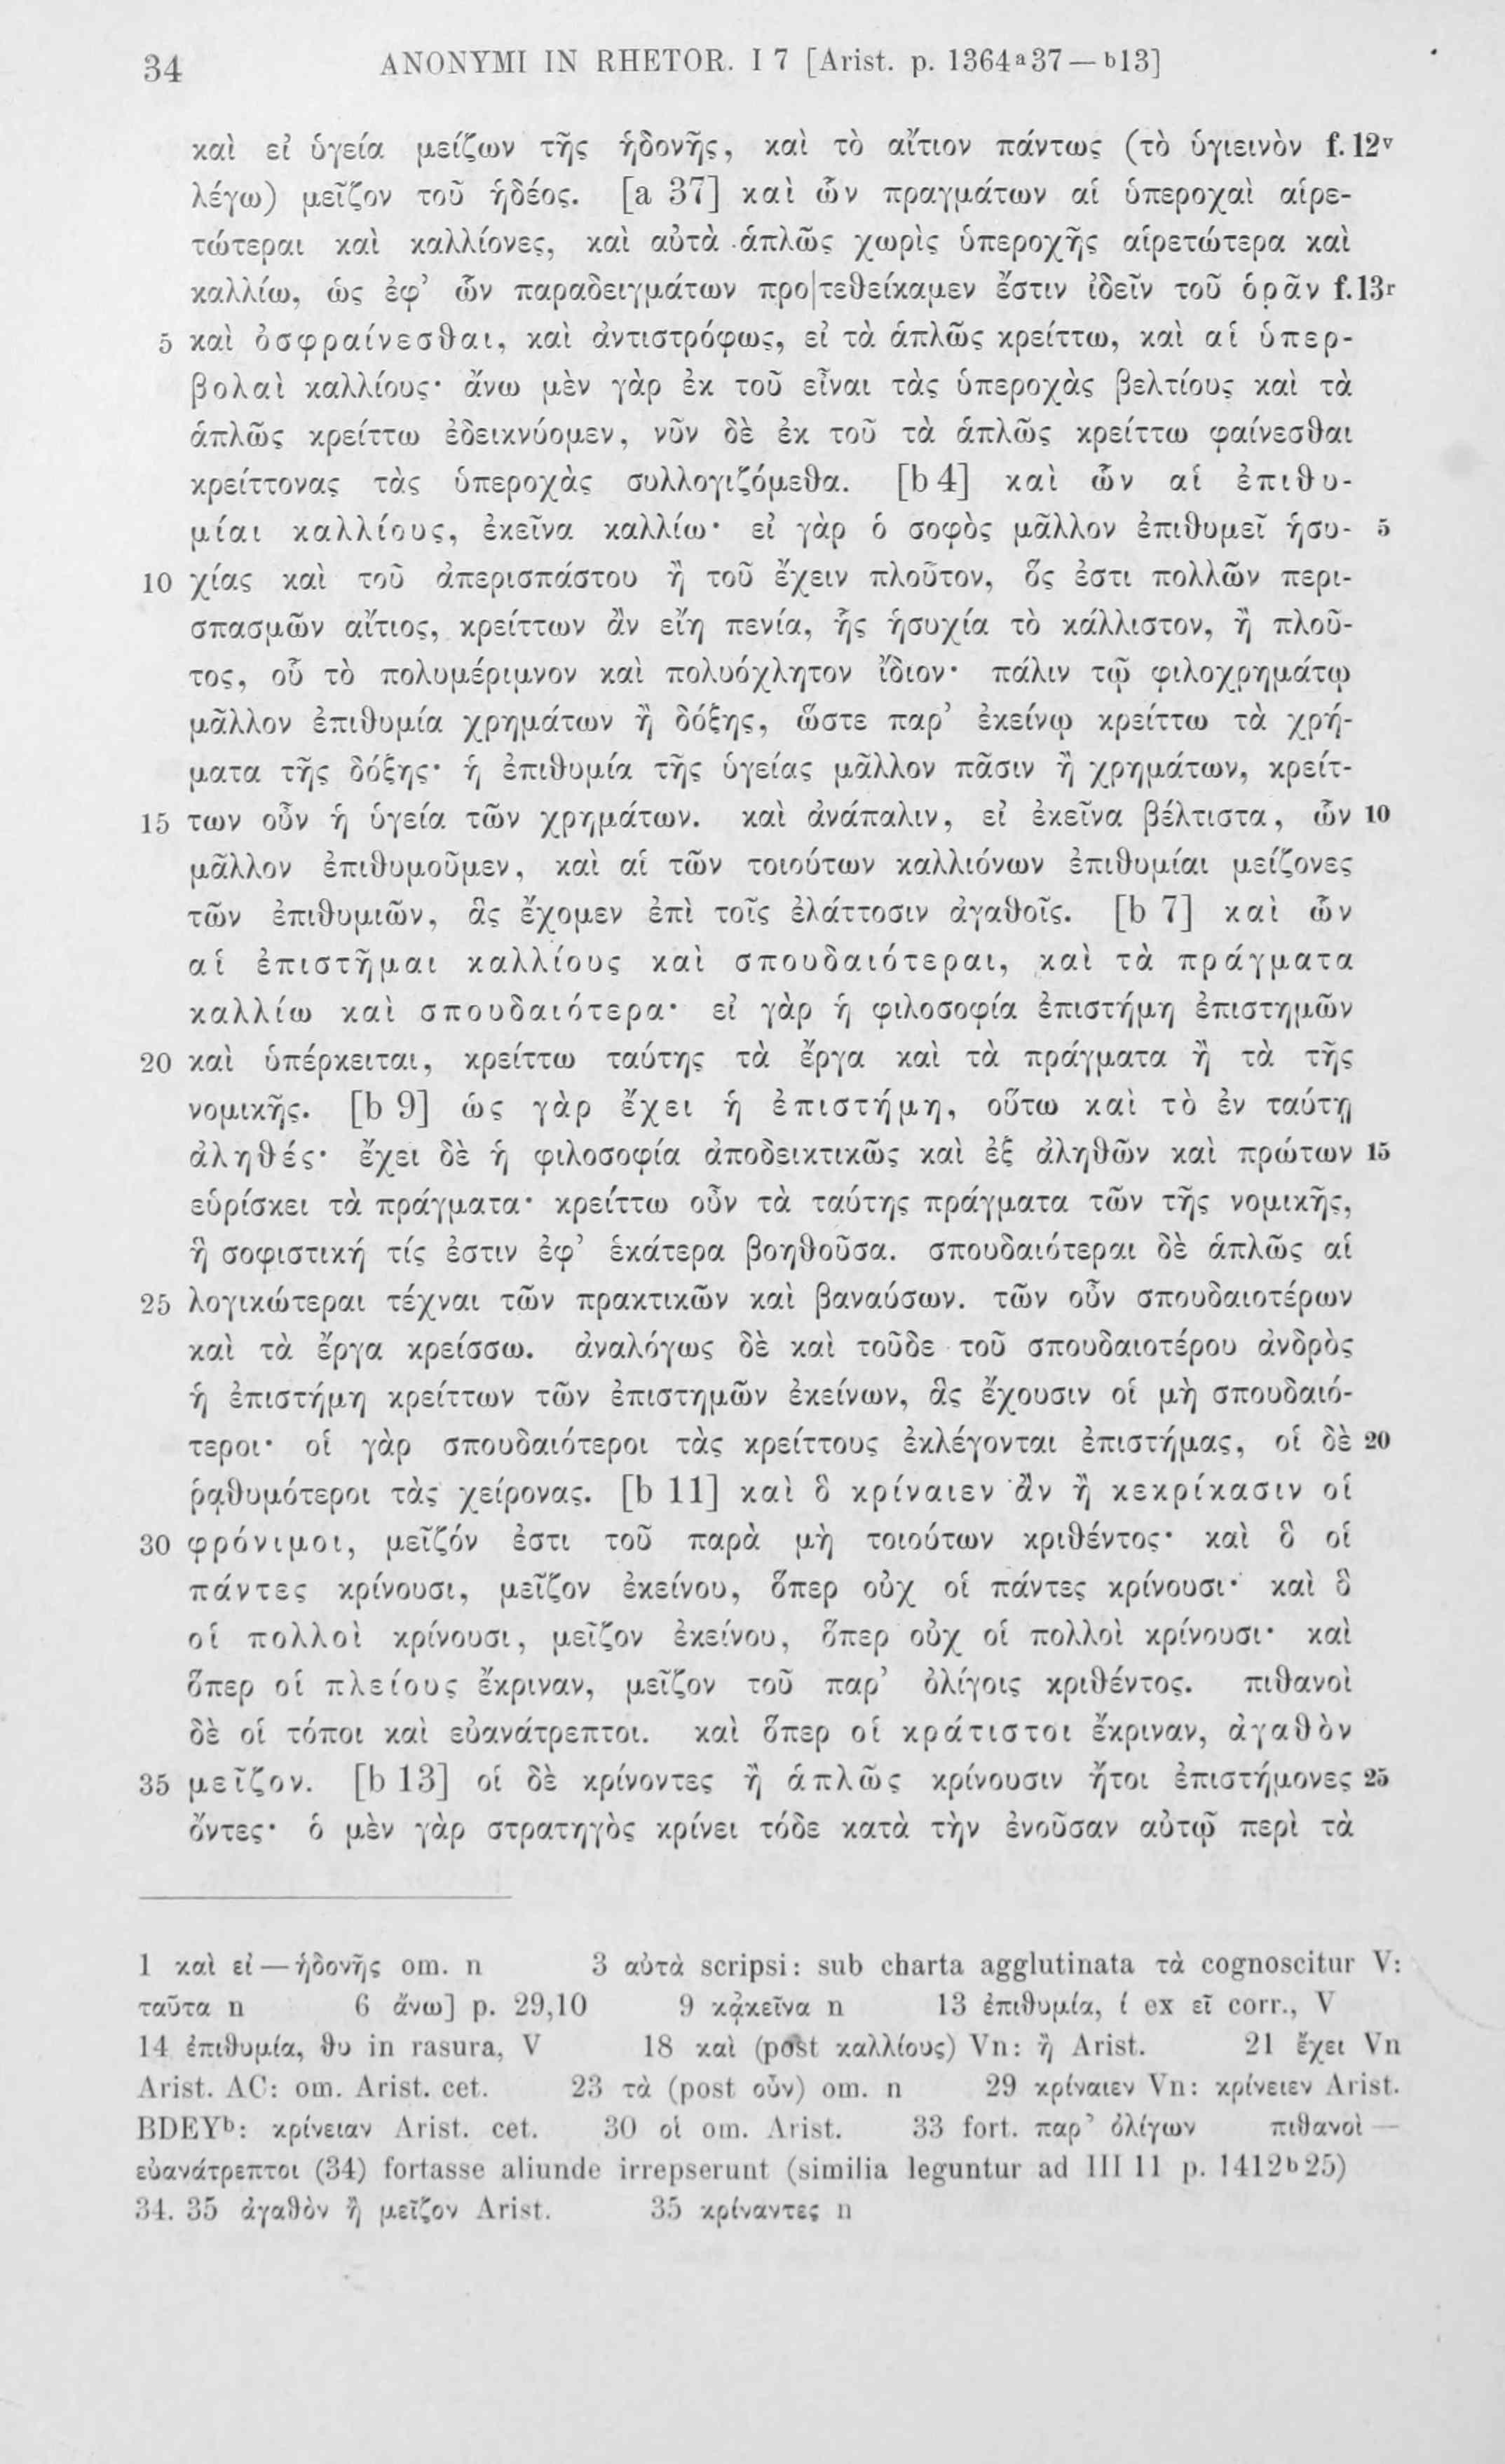 34 ANONYMI IN RHETOR. I 7 [Arist. p. 1364ᵃ37—ᵇ13]
καὶ εἰ ὑγεία μείζων τῆς ἡδονῆς, καὶ τὸ αἴτιον πάντως (τὸ ὑγιεινὸν f. 12ᵛ
λέγω) μεῖζον τοῦ ἡδέος. [a 37] καὶ ὧν πραγμάτων αἱ ὑπεροχαὶ αἱρε-
τώτεραι καὶ καλλίονες, καὶ αὐτὰ ἁπλῶς χωρὶς ὑπεροχῆς αἱρετώτερα καὶ
καλλίω, ὡς ἐφ’ ὧν παραδειγμάτων προ|τεθείκαμεν ἔστιν ἰδεῖν τοῦ ὁρᾶν f. 13ʳ
5 καὶ ὀσφραίνεσθαι, καὶ ἀντιστρόφως, εἰ τὰ ἁπλῶς κρείττω, καὶ αἱ ὑπερ-
βολαὶ καλλίους· ἄνω μὲν γὰρ ἐκ τοῦ εἶναι τὰς ὑπεροχὰς βελτίους καὶ τὰ
ἁπλῶς κρείττω ἐδεικνύομεν, νῦν δὲ ἐκ τοῦ τὰ ἁπλῶς κρείττω φαίνεσθαι
κρείττονας τὰς ὑπεροχὰς συλλογιζόμεθα. [b 4] καὶ ὧν αἱ ἐπιθυ-
μίαι καλλίους, ἐκεῖνα καλλίω· εἰ γὰρ ὁ σοφὸς μᾶλλον ἐπιθυμεῖ ἡσυ- 5
10 χίας καὶ τοῦ ἀπερισπάστου ἢ τοῦ ἔχειν πλοῦτον, ὅς ἐστι πολλῶν περι-
σπασμῶν αἴτιος, κρείττων ἂν εἴη πενία, ἧς ἡσυχία τὸ κάλλιστον, ἢ πλοῦ-
τος, οὗ τὸ πολυμέριμνον καὶ πολυόχλητον ἴδιον· πάλιν τῷ φιλοχρημάτῳ
μᾶλλον ἐπιθυμία χρημάτων ἢ δόξης, ὥστε παρ’ ἐκείνῳ κρείττω τὰ χρή-
ματα τῆς δόξης· ἡ ἐπιθυμία τῆς ὑγείας μᾶλλον πᾶσιν ἢ χρημάτων, κρείτ-
15 των οὖν ἡ ὑγεία τῶν χρημάτων. καὶ ἀνάπαλιν, εἰ ἐκεῖνα βέλτιστα, ὧν 10
μᾶλλον ἐπιθυμοῦμεν, καὶ αἱ τῶν τοιούτων καλλιόνων ἐπιθυμίαι μείζονες
τῶν ἐπιθυμιῶν, ἃς ἔχομεν ἐπὶ τοῖς ἐλάττοσιν ἀγαθοῖς. [b 7] καὶ ὧν
αἱ ἐπιστῆμαι καλλίους καὶ σπουδαιότεραι, καὶ τὰ πράγματα
καλλίω καὶ σπουδαιότερα· εἰ γὰρ ἡ φιλοσοφία ἐπιστήμη ἐπιστημῶν
20 καὶ ὑπέρκειται, κρείττω ταύτης τὰ ἔργα καὶ τὰ πράγματα ἢ τὰ τῆς
νομικῆς. [b 9] ὡς γὰρ ἔχει ἡ ἐπιστήμη, οὕτω καὶ τὸ ἐν ταύτῃ
ἀληθές· ἔχει δὲ ἡ φιλοσοφία ἀποδεικτικῶς καὶ ἐξ ἀληθῶν καὶ πρώτων 15
εὑρίσκει τὰ πράγματα· κρείττω οὖν τὰ ταύτης πράγματα τῶν τῆς νομικῆς,
ἣ σοφιστική τίς ἐστιν ἐφ’ ἑκάτερα βοηθοῦσα. σπουδαιότεραι δὲ ἁπλῶς αἱ
25 λογικώτεραι τέχναι τῶν πρακτικῶν καὶ βαναύσων. τῶν οὖν σπουδαιοτέρων
καὶ τὰ ἔργα κρείσσω. ἀναλόγως δὲ καὶ τοῦδε τοῦ σπουδαιοτέρου ἀνδρὸς
ἡ ἐπιστήμη κρείττων τῶν ἐπιστημῶν ἐκείνων, ἃς ἔχουσιν οἱ μὴ σπουδαιό-
τεροι· οἱ γὰρ σπουδαιότεροι τὰς κρείττους ἐκλέγονται ἐπιστήμας, οἱ δὲ 20
ῥᾳθυμότεροι τὰς χείρονας. [b 11] καὶ ὃ κρίναιεν ἂν ἢ κεκρίκασιν οἱ
30 φρόνιμοι, μεῖζόν ἐστι τοῦ παρὰ μὴ τοιούτων κριθέντος· καὶ ὃ οἱ
πάντες κρίνουσι, μεῖζον ἐκείνου, ὅπερ οὐχ οἱ πάντες κρίνουσι· καὶ ὃ
οἱ πολλοὶ κρίνουσι, μεῖζον ἐκείνου, ὅπερ οὐχ οἱ πολλοὶ κρίνουσι· καὶ
ὅπερ οἱ πλείους ἔκριναν, μεῖζον τοῦ παρ’ ὀλίγοις κριθέντος. πιθανοὶ
δὲ οἱ τόποι καὶ εὐανάτρεπτοι. καὶ ὅπερ οἱ κράτιστοι ἔκριναν, ἀγαθὸν
35 μεῖζον. [b 13] οἱ δὲ κρίνοντες ἢ ἁπλῶς κρίνουσιν ἤτοι ἐπιστήμονες 25
ὄντες· ὁ μὲν γὰρ στρατηγὸς κρίνει τόδε κατὰ τὴν ἐνοῦσαν αὐτῷ περὶ τὰ
1 καὶ εἰ—ἡδονῆς om. n 3 αὐτὰ scripsi: sub charta agglutinata τὰ cognoscitur V:
ταῦτα n 6 ἄνω] p. 29,10 9 κἀκεῖνα n 13 ἐπιθυμία, ί ex εῖ corr., V
14 ἐπιθυμία, θυ in rasura, V 18 καὶ (post καλλίους) Vn: ἢ Arist. 21 ἔχει Vn
Arist. AC: om. Arist. cet. 23 τὰ (post οὖν) om. n 29 κρίναιεν Vn: κρίνειεν Arist.
BDEYᵇ: κρίνειαν Arist. cet. 30 οἱ om. Arist. 33 fort. παρ’ ὀλίγων πιθανοὶ—
εὐανάτρεπτοι (34) fortasse aliunde irrepserunt (similia leguntur ad III 11 p. 1412ᵇ25)
34. 35 ἀγαθὸν ἢ μεῖζον Arist. 35 κρίναντες n